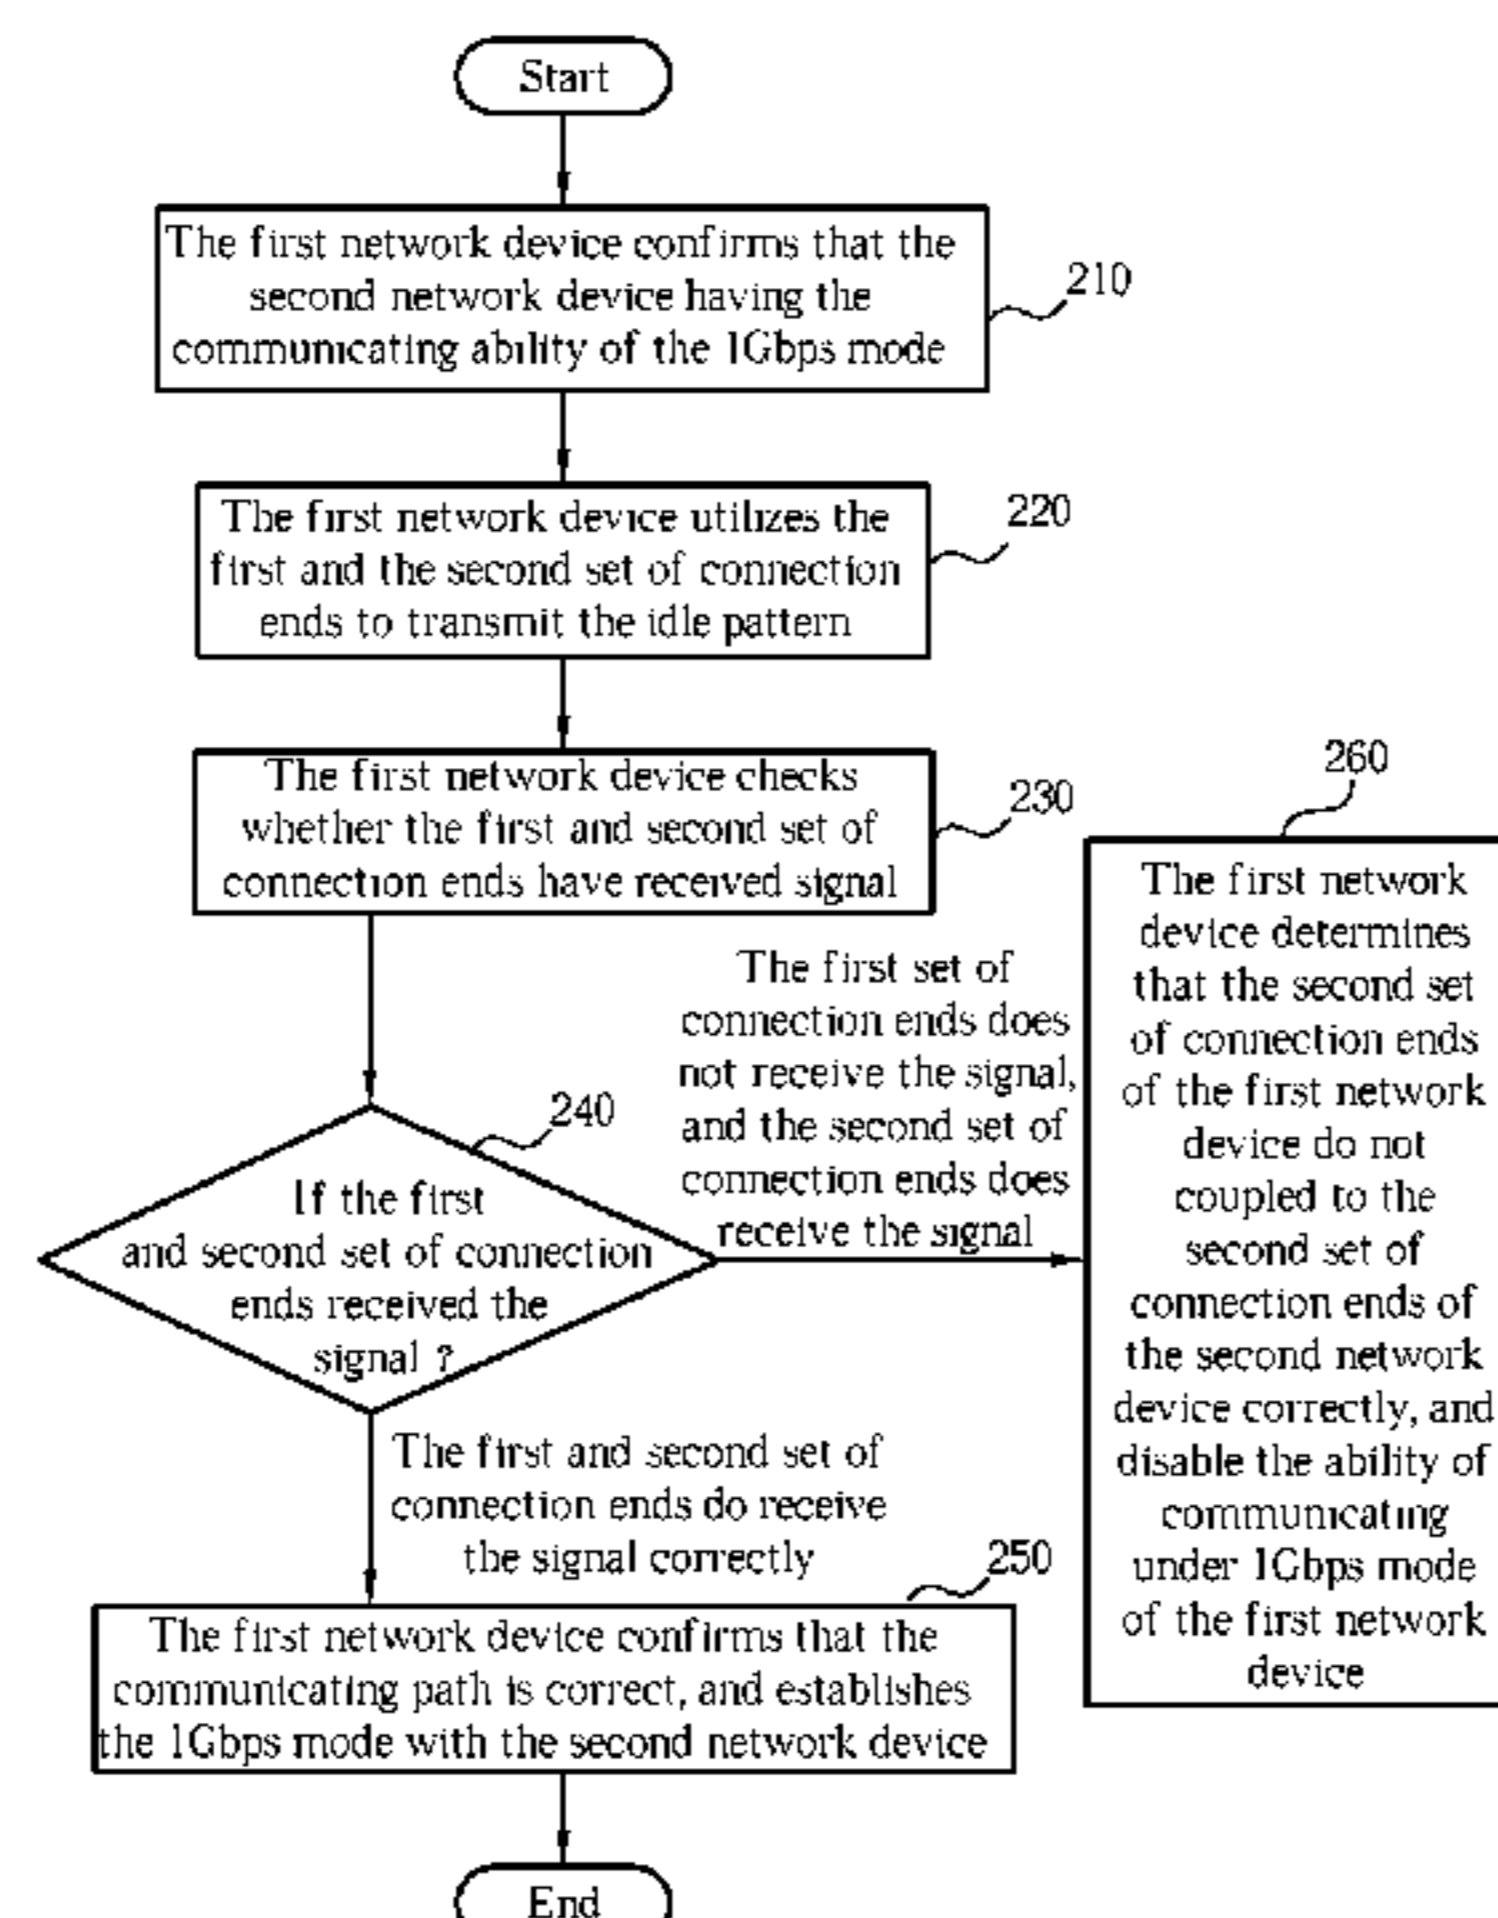 Start
The first network device confirms that the
second network device having the
communicating ability of the 1Gbps mode
210
The first network device utilizes the
first and the second set of connection
ends to transmit the idle pattern
220
The first network device checks
whether the first and second set of
connection ends have received signal
230
If the first
and second set of connection
ends received the
signal ?
240
The first set of
connection ends does
not receive the signal,
and the second set of
connection ends does
receive the signal
260
The first network
device determines
that the second set
of connection ends
of the first network
device do not
coupled to the
second set of
connection ends of
the second network
device correctly, and
disable the ability of
communicating
under 1Gbps mode
of the first network
device
The first and second set of
connection ends do receive
the signal correctly
250
The first network device confirms that the
communicating path is correct, and establishes
the 1Gbps mode with the second network device
End